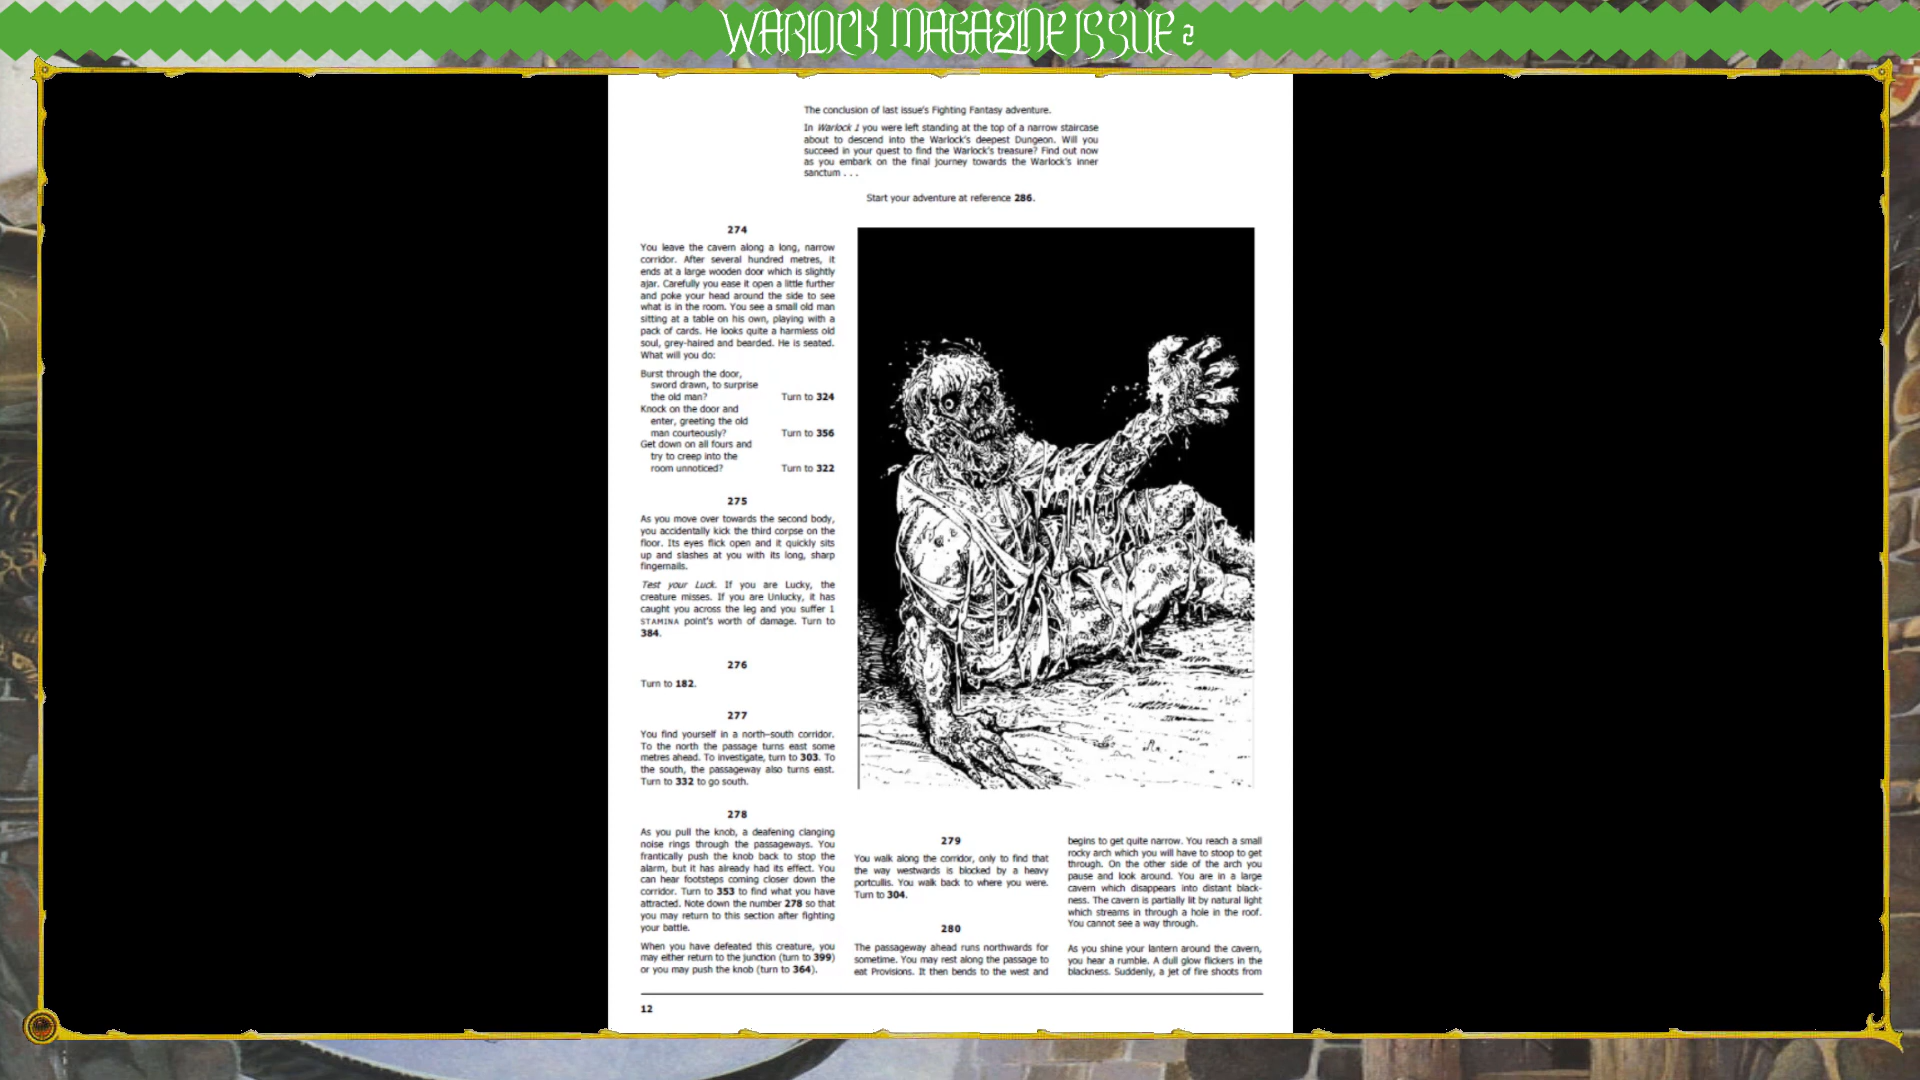 WARLOCK MAGAZINE ISSUE 2
The conclusion of last issue's Fighting Fantasy adventure.
In Warlock 1 you were left standing at the top of a narrow staircase
about to descend into the Warlock's deepest Dungeon. Will you
succeed in your quest to find the Warlock's treasure? Find out now
as you embark on the final journey towards the Warlock's inner
sanctum . . .
Start your adventure at reference 286.
274
You leave the cavern along a long, narrow
corridor. After several hundred metres, it
ends at a large wooden door which is slightly
ajar. Carefully you ease it open a little further
and poke your head around the side to see
what is in the room. You see a small old man
sitting at a table on his own, playing with a
pack of cards. He looks quite a harmless old
soul, grey-haired and bearded. He is seated.
What will you do:
Burst through the door,
sword drawn, to surprise
the old man? Turn to 324
Knock on the door and
enter, greeting the old
man courteously? Turn to 356
Get down on all fours and
try to creep into the
room unnoticed? Turn to 322
275
As you move over towards the second body,
you accidentally kick the third corpse on the
floor. Its eyes flick open and it quickly sits
up and slashes at you with its long, sharp
fingernails.
Test your Luck. If you are Lucky, the
creature misses. If you are Unlucky, it has
caught you across the leg and you suffer 1
STAMINA point's worth of damage. Turn to
384.
276
Turn to 182.
277
You find yourself in a north–south corridor.
To the north the passage turns east some
metres ahead. To investigate, turn to 303. To
the south, the passageway also turns east.
Turn to 332 to go south.
278
As you pull the knob, a deafening clanging
noise rings through the passageways. You
frantically push the knob back to stop the
alarm, but it has already had its effect. You
can hear footsteps coming closer down the
corridor. Turn to 353 to find what you have
attracted. Note down the number 278 so that
you may return to this section after fighting
your battle.
When you have defeated this creature, you
may either return to the junction (turn to 399)
or you may push the knob (turn to 364).
279
You walk along the corridor, only to find that
the way westwards is blocked by a heavy
portcullis. You walk back to where you were.
Turn to 304.
280
The passageway ahead runs northwards for
sometime. You may rest along the passage to
eat Provisions. It then bends to the west and
begins to get quite narrow. You reach a small
rocky arch which you will have to stoop to get
through. On the other side of the arch you
pause and look around. You are in a large
cavern which disappears into distant black-
ness. The cavern is partially lit by natural light
which streams in through a hole in the roof.
You cannot see a way through.
As you shine your lantern around the cavern,
you hear a rumble. A dull glow flickers in the
blackness. Suddenly, a jet of fire shoots from
12